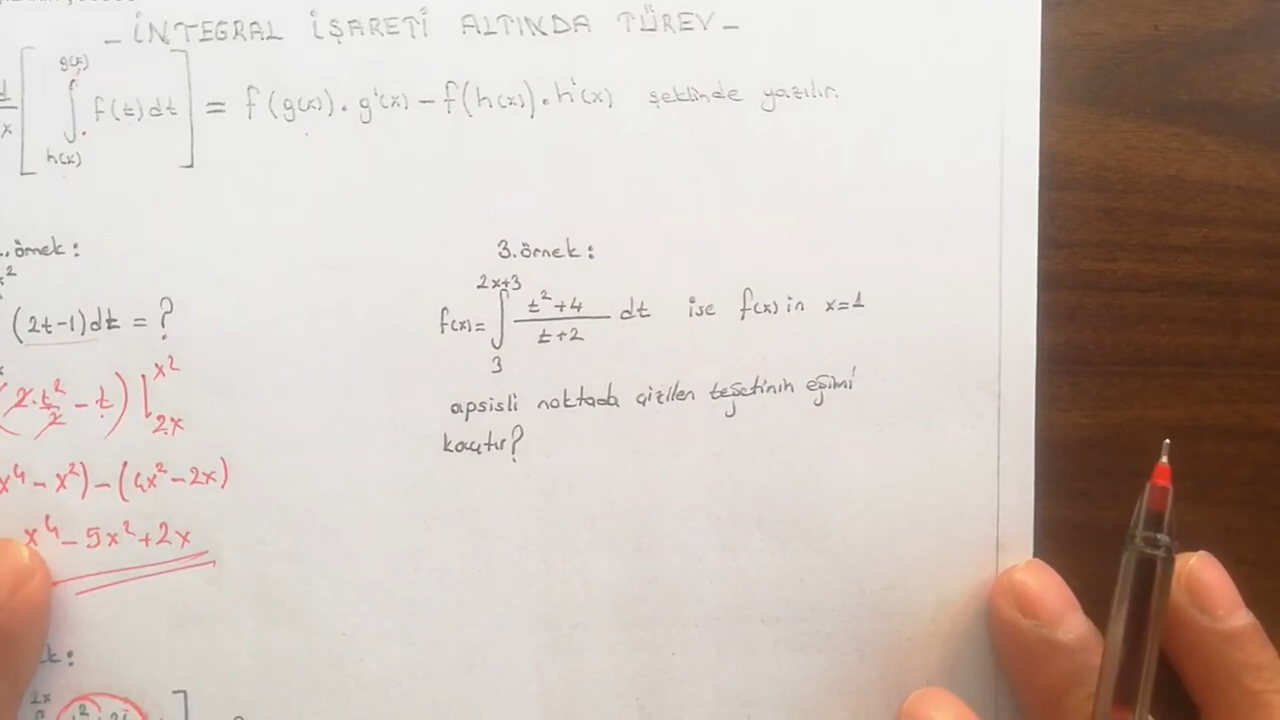 - İNTEGRAL İŞARETİ ALTINDA TÜREV -
[ ∫ h(x) g(x) f(t) dt ] = f(g(x)) . g'(x) - f(h(x)) . h'(x) şeklinde yazılır.
örnek:
(2t-1)dt = ?
(2.t²/2 - t) | x² 2x
x⁴ - x²) - (4x² - 2x)
x⁴ - 5x² + 2x
3.örnek:
f(x) = ∫ 3 2x+3 t²+4 / t+2 dt ise f(x) in x=1
apsisli noktada çizilen teğetinin eğimi
kaçtır?
2x